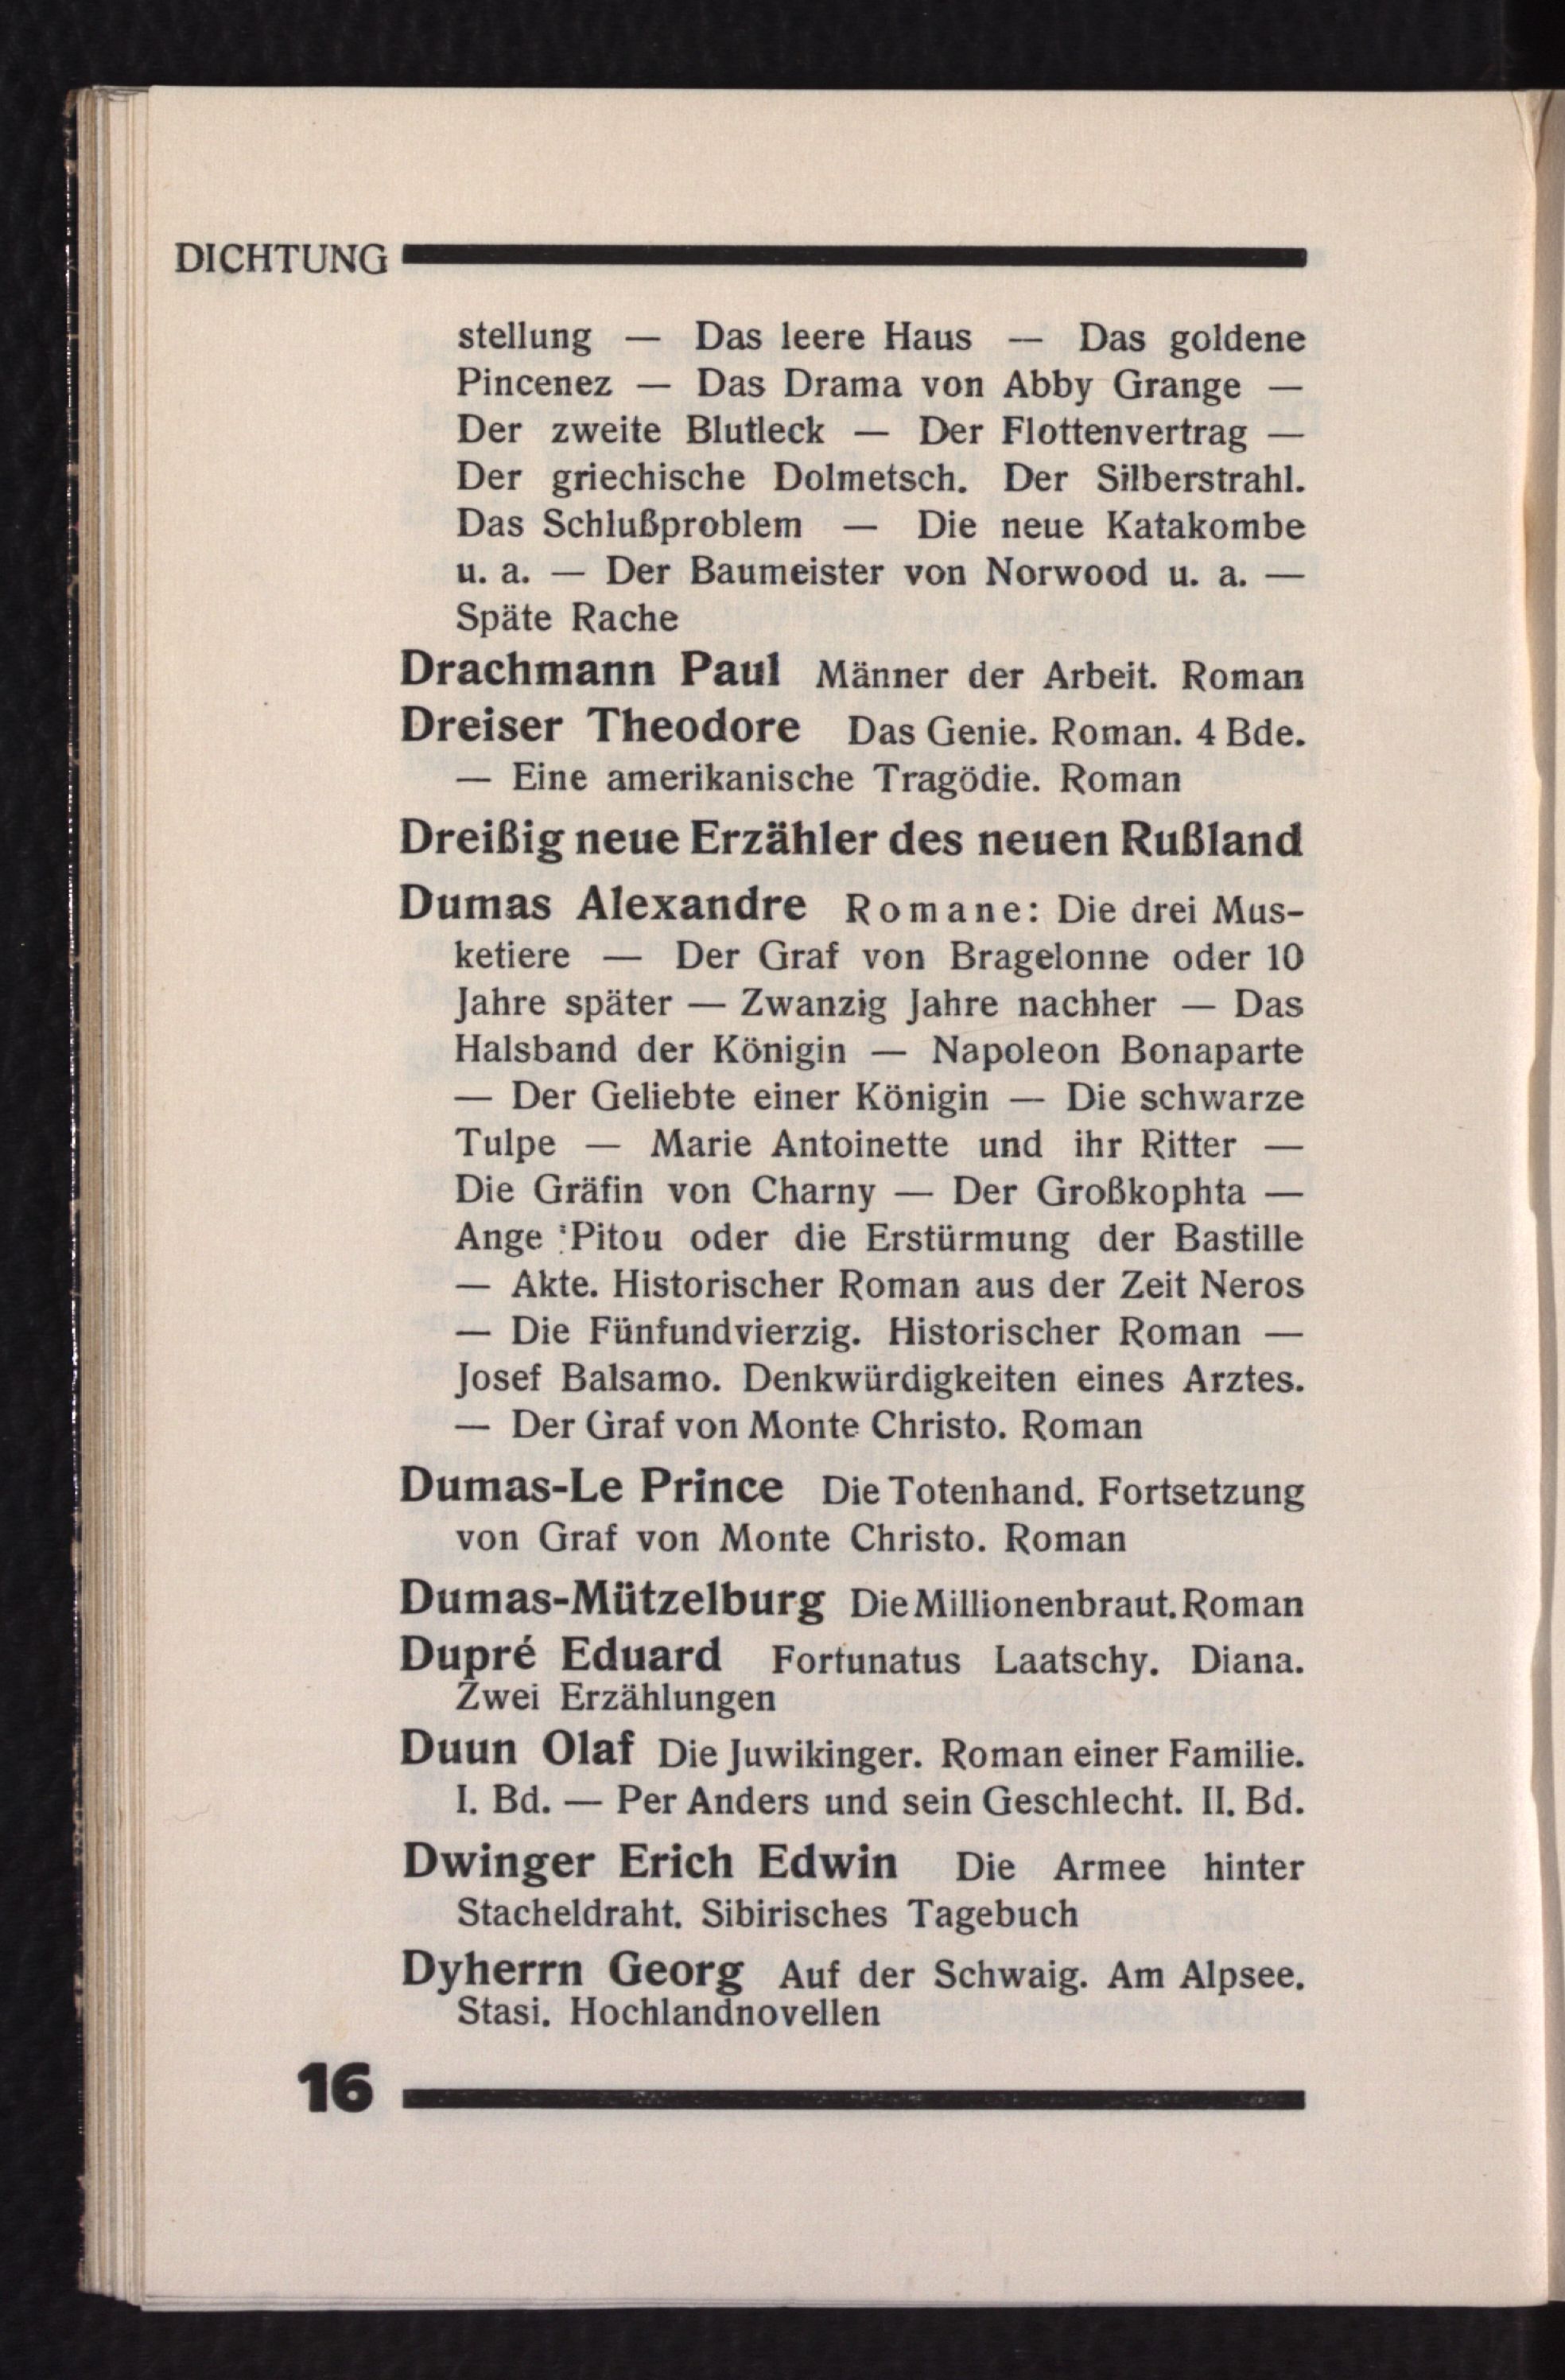 DICHTUNG
stellung — Das leere Haus — Das goldene
Pincenez — Das Drama von Abby Grange —
Der zweite Blutleck — Der Flottenvertrag —
Der griechische Dolmetsch. Der Silberstrahl.
Das Schlußproblem — Die neue Katakombe
u. a. — Der Baumeister von Norwood u. a. —
Späte Rache
Drachmann Paul Männer der Arbeit. Roman
Dreiser Theodore Das Genie. Roman. 4 Bde.
— Eine amerikanische Tragödie. Roman
Dreißig neue Erzähler des neuen Rußland
Dumas Alexandre Romane: Die drei Mus-
ketiere — Der Graf von Bragelonne oder 10
Jahre später — Zwanzig Jahre nachher — Das
Halsband der Königin — Napoleon Bonaparte
— Der Geliebte einer Königin — Die schwarze
Tulpe — Marie Antoinette und ihr Ritter —
Die Gräfin von Charny — Der Großkophta —
Ange Pitou oder die Erstürmung der Bastille
— Akte. Historischer Roman aus der Zeit Neros
— Die Fünfundvierzig. Historischer Roman —
Josef Balsamo. Denkwürdigkeiten eines Arztes.
— Der Graf von Monte Christo. Roman
Dumas-Le Prince Die Totenhand. Fortsetzung
von Graf von Monte Christo. Roman
Dumas-Mützelburg Die Millionenbraut. Roman
Dupré Eduard Fortunatus Laatschy. Diana.
Zwei Erzählungen
Duun Olaf Die Juwikinger. Roman einer Familie.
I. Bd. — Per Anders und sein Geschlecht. II. Bd.
Dwinger Erich Edwin Die Armee hinter
Stacheldraht. Sibirisches Tagebuch
Dyherrn Georg Auf der Schwaig. Am Alpsee.
Stasi. Hochlandnovellen
16